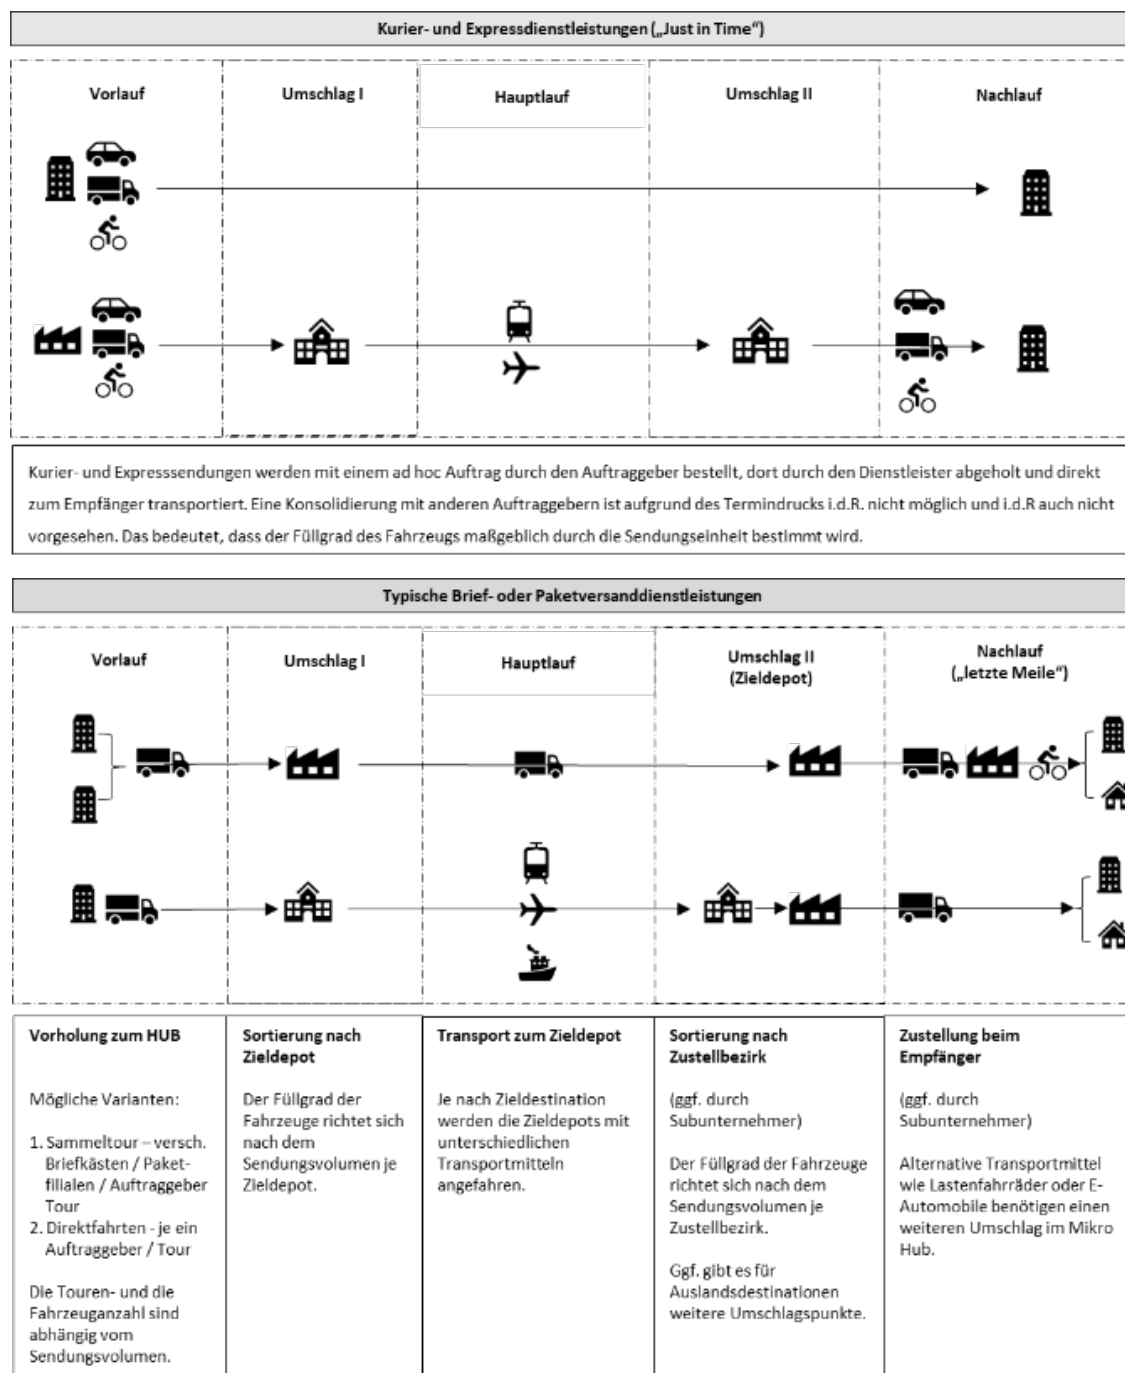 Kurier- und Expressdienstleistungen („Just in Time“)
Vorlauf
Umschlag I
Hauptlauf
Umschlag II
Nachlauf
Kurier- und Expresssendungen werden mit einem ad hoc Auftrag durch den Auftraggeber bestellt, dort durch den Dienstleister abgeholt und direkt
zum Empfänger transportiert. Eine Konsolidierung mit anderen Auftraggebern ist aufgrund des Termindrucks i.d.R. nicht möglich und i.d.R auch nicht
vorgesehen. Das bedeutet, dass der Füllgrad des Fahrzeugs maßgeblich durch die Sendungseinheit bestimmt wird.
Typische Brief- oder Paketversanddienstleistungen
Vorlauf
Umschlag I
Hauptlauf
Umschlag II
(Zieldepot)
Nachlauf
(„letzte Meile“)
Vorholung zum HUB
Mögliche Varianten:
1. Sammeltour – versch.
Briefkästen / Paket-
filialen / Auftraggeber
Tour
2. Direktfahrten - je ein
Auftraggeber / Tour
Die Touren- und die
Fahrzeuganzahl sind
abhängig vom
Sendungsvolumen.
Sortierung nach
Zieldepot
Der Füllgrad der
Fahrzeuge richtet sich
nach dem
Sendungsvolumen je
Zieldepot.
Transport zum Zieldepot
Je nach Zieldestination
werden die Zieldepots mit
unterschiedlichen
Transportmitteln
angefahren.
Sortierung nach
Zustellbezirk
(ggf. durch
Subunternehmer)
Der Füllgrad der Fahrzeuge
richtet sich nach dem
Sendungsvolumen je
Zustellbezirk.
Ggf. gibt es für
Auslandsdestinationen
weitere Umschlagspunkte.
Zustellung beim
Empfänger
(ggf. durch
Subunternehmer)
Alternative Transportmittel
wie Lastenfahrräder oder E-
Automobile benötigen einen
weiteren Umschlag im Mikro
Hub.